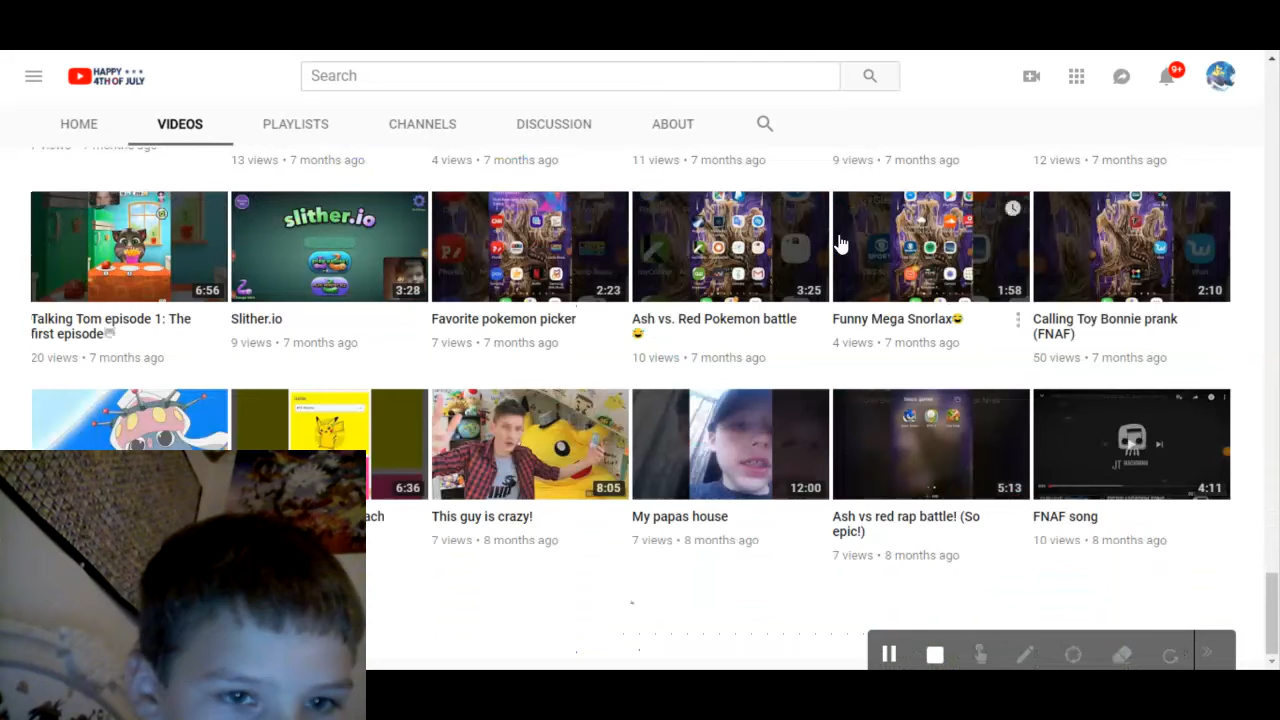 HAPPY ★★★
4TH OF JULY
Search
9+
HOME VIDEOS PLAYLISTS CHANNELS DISCUSSION ABOUT
13 views • 7 months ago
4 views • 7 months ago
11 views • 7 months ago
9 views • 7 months ago
12 views • 7 months ago
6:56
slither.io
3:28
2:23
3:25
1:58
2:10
Talking Tom episode 1: The
first episode
20 views • 7 months ago
Slither.io
9 views • 7 months ago
Favorite pokemon picker
7 views • 7 months ago
Ash vs. Red Pokemon battle
😅
10 views • 7 months ago
Funny Mega Snorlax😅
4 views • 7 months ago
Calling Toy Bonnie prank
(FNAF)
50 views • 7 months ago
6:36
8:05
12:00
5:13
JT MACHINIMA
4:11
ach
This guy is crazy!
7 views • 8 months ago
My papas house
7 views • 8 months ago
Ash vs red rap battle! (So
epic!)
7 views • 8 months ago
FNAF song
10 views • 8 months ago